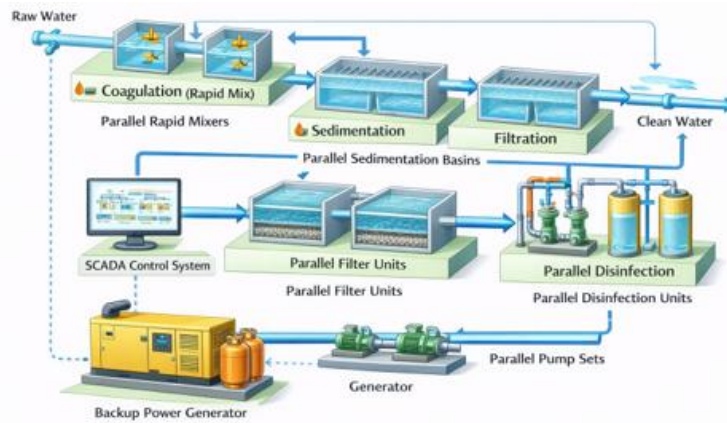 Raw Water
Coagulation (Rapid Mix)
Parallel Rapid Mixers
Sedimentation
Filtration
Clean Water
Parallel Sedimentation Basins
SCADA Control System
Parallel Filter Units
Parallel Filter Units
Parallel Disinfection
Parallel Disinfection Units
Parallel Pump Sets
Generator
Backup Power Generator